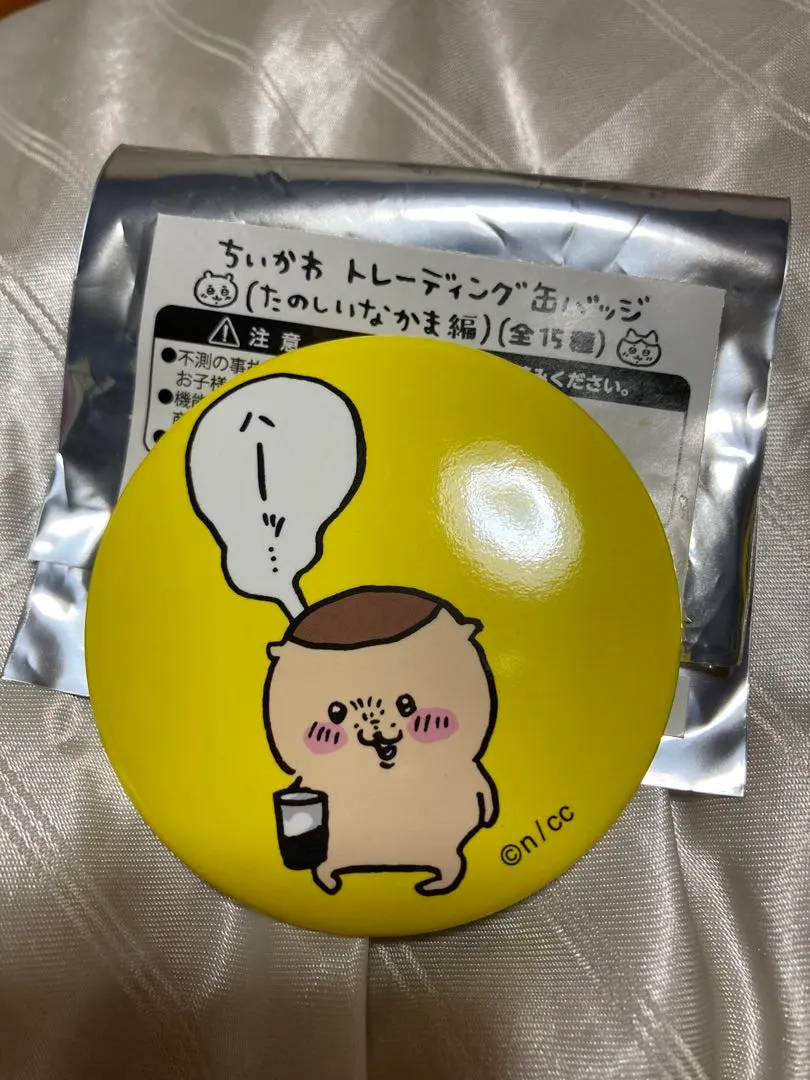 ちいかわ トレーディング缶バッジ
(たのしいなかま編)(全15種)
注意
みください。
●不測の事
お子様
●機能
ハーッ…
©n/cc